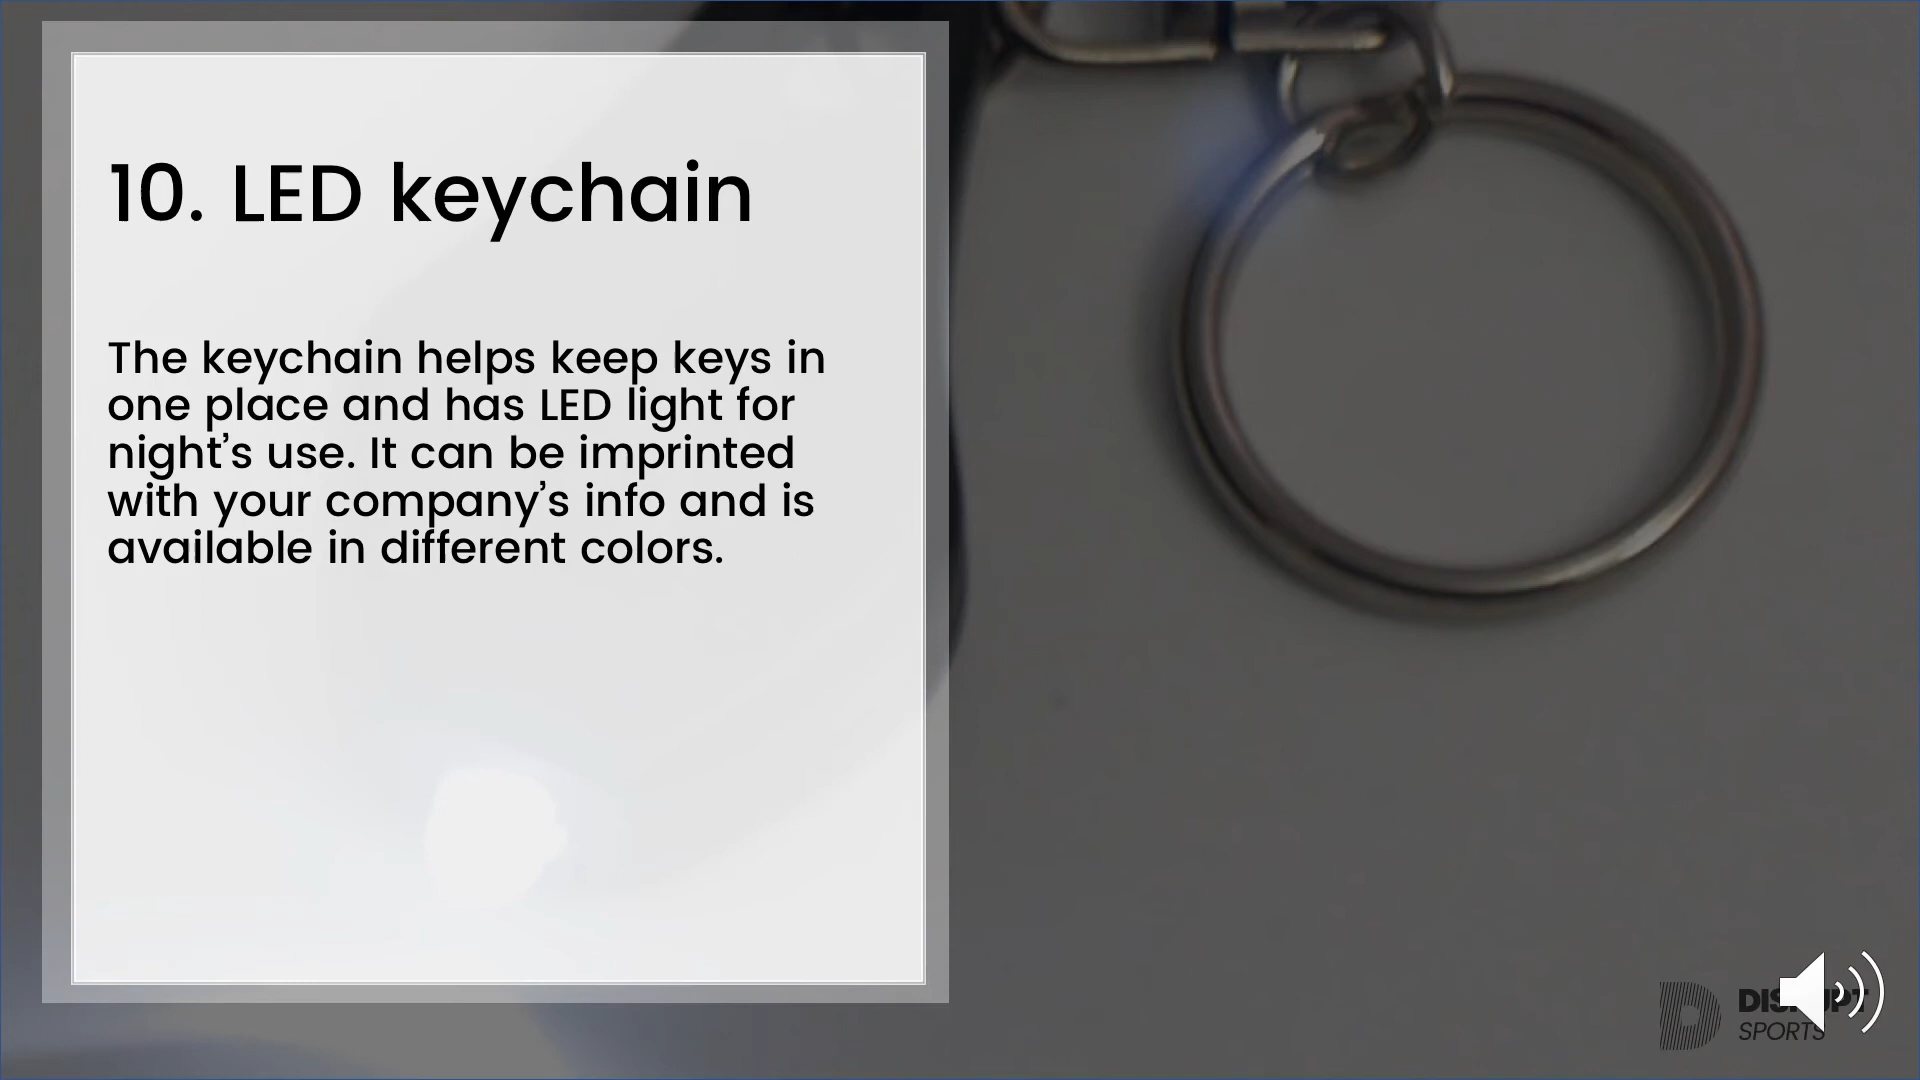 10. LED keychain
The keychain helps keep keys in
one place and has LED light for
night’s use. It can be imprinted
with your company’s info and is
available in different colors.
SPORTS